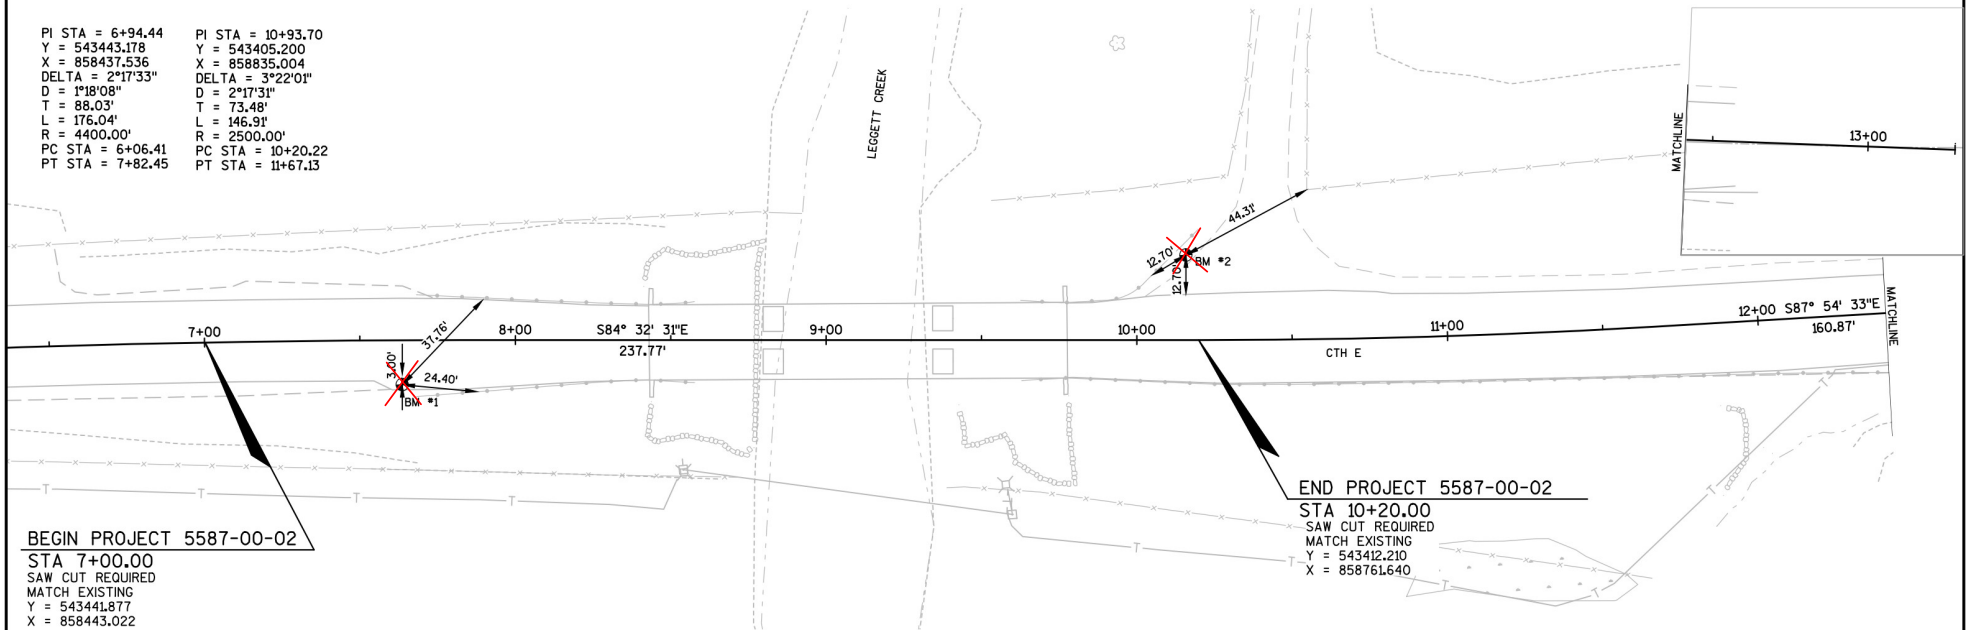 PI STA = 6+94.44
Y = 543443.178
X = 858437.536
DELTA = 2°17'33"
D = 1°18'08"
T = 88.03'
L = 176.04'
R = 4400.00'
PC STA = 6+06.41
PT STA = 7+82.45
PI STA = 10+93.70
Y = 543405.200
X = 858835.004
DELTA = 3°22'01"
D = 2°17'31"
T = 73.48'
L = 146.91'
R = 2500.00'
PC STA = 10+20.22
PT STA = 11+67.13
LEGGETT CREEK
MATCHLINE
13+00
44.31'
12.70'
BM #2
12.70'
7+00
37.76'
8+00
S84° 32' 31"E
237.77'
9+00
10+00
11+00
12+00
S87° 54' 33"E
160.87'
MATCHLINE
CTH E
3.00'
24.40'
BM #1
T
T
T
T
T
T
T
T
T
T
BEGIN PROJECT 5587-00-02
STA 7+00.00
SAW CUT REQUIRED
MATCH EXISTING
Y = 543441.877
X = 858443.022
END PROJECT 5587-00-02
STA 10+20.00
SAW CUT REQUIRED
MATCH EXISTING
Y = 543412.210
X = 858761.640